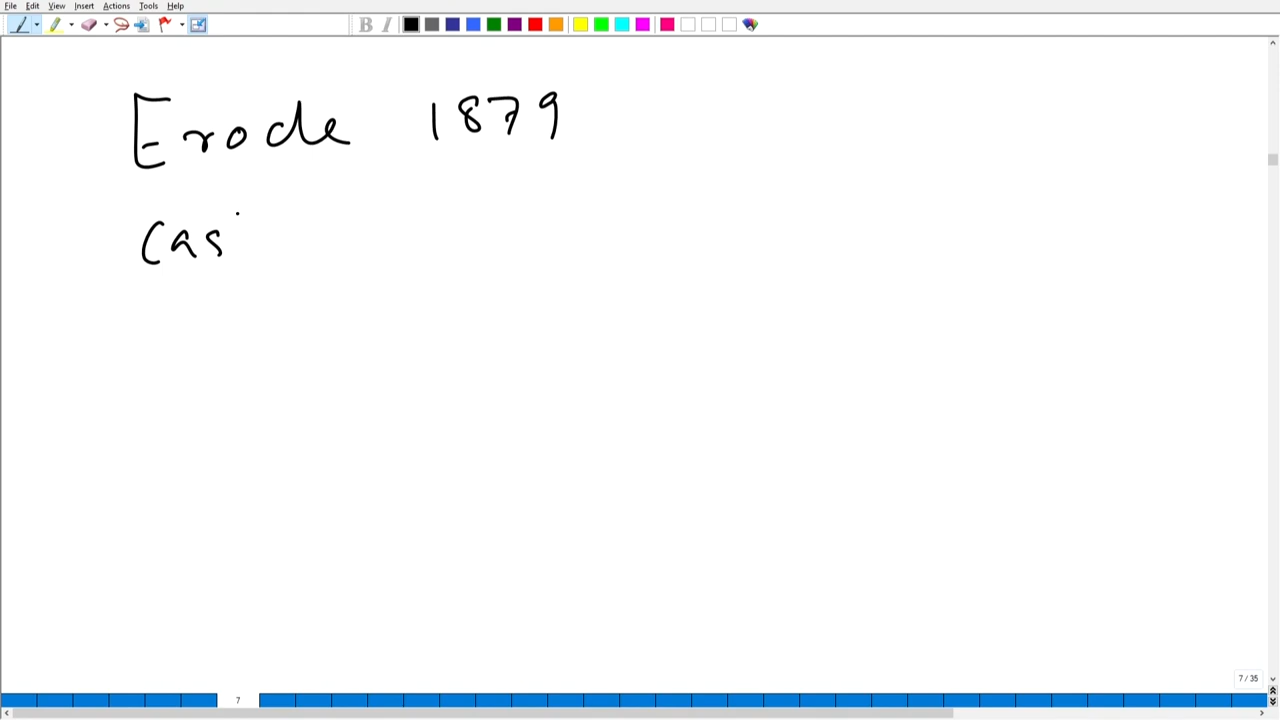 File Edit View Insert Actions Tools Help
B I
Erode 1879
cas
7 / 35
7